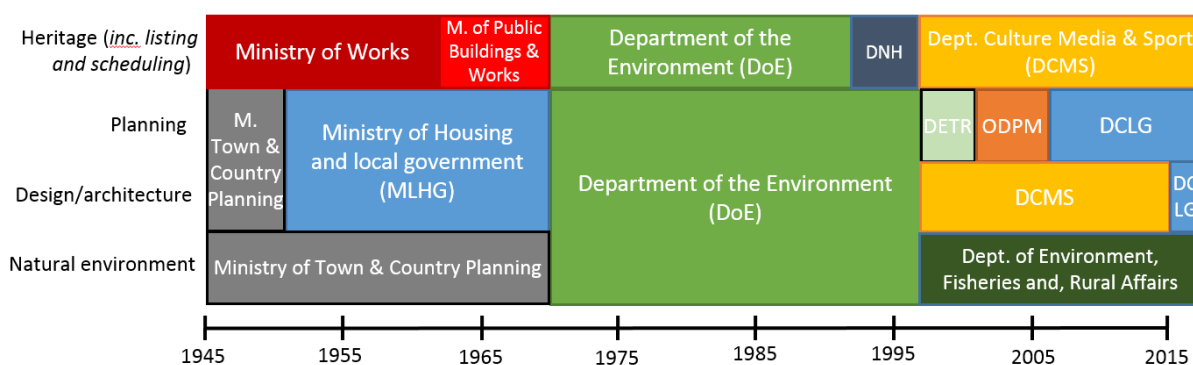 Heritage (inc. listing
and scheduling)
Ministry of Works
M. of Public
Buildings &
Works
Department of the
Environment (DoE)
DNH
Dept. Culture Media & Sport
(DCMS)
Planning
Design/architecture
M.
Town &
Country
Planning
Ministry of Housing
and local government
(MLHG)
Department of the Environment
(DoE)
DETR
ODPM
DCLG
DCMS
DC
LG
Natural environment
Ministry of Town & Country Planning
Dept. of Environment,
Fisheries and, Rural Affairs
1945
1955
1965
1975
1985
1995
2005
2015